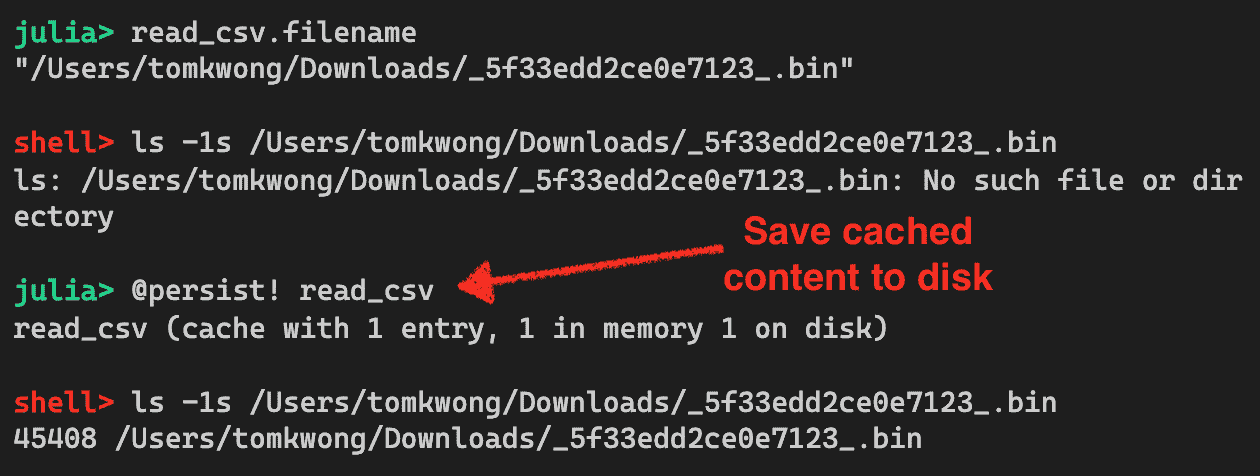 julia> read_csv.filename
"/Users/tomkwong/Downloads/_5f33edd2ce0e7123_.bin"
shell> ls -1s /Users/tomkwong/Downloads/_5f33edd2ce0e7123_.bin
ls: /Users/tomkwong/Downloads/_5f33edd2ce0e7123_.bin: No such file or dir
ectory
Save cached
content to disk
julia> @persist! read_csv
read_csv (cache with 1 entry, 1 in memory 1 on disk)
shell> ls -1s /Users/tomkwong/Downloads/_5f33edd2ce0e7123_.bin
45408 /Users/tomkwong/Downloads/_5f33edd2ce0e7123_.bin